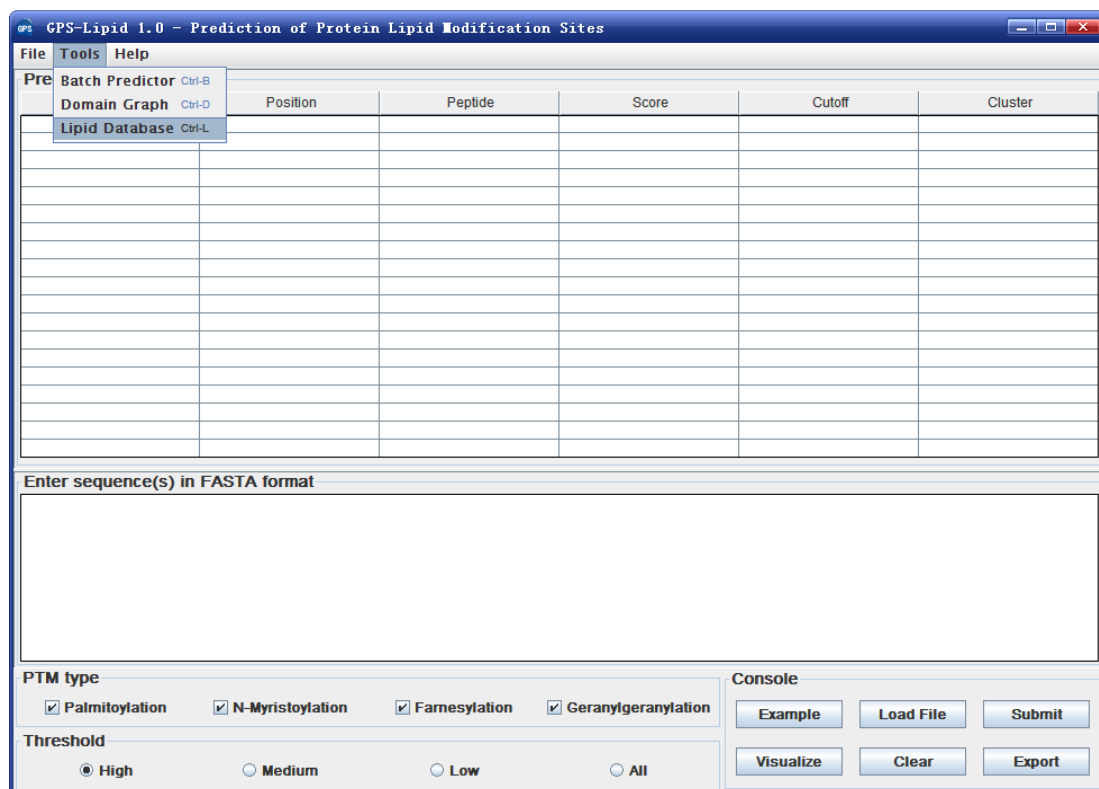 GPS GPS-Lipid 1.0 - Prediction of Protein Lipid Modification Sites
File Tools Help
Pre
Batch Predictor Ctrl-B
Domain Graph Ctrl-D
Lipid Database Ctrl-L
Position Peptide Score Cutoff Cluster
Enter sequence(s) in FASTA format
PTM type
Palmitoylation N-Myristoylation Farnesylation Geranylgeranylation
Threshold
High Medium Low All
Console
Example Load File Submit
Visualize Clear Export